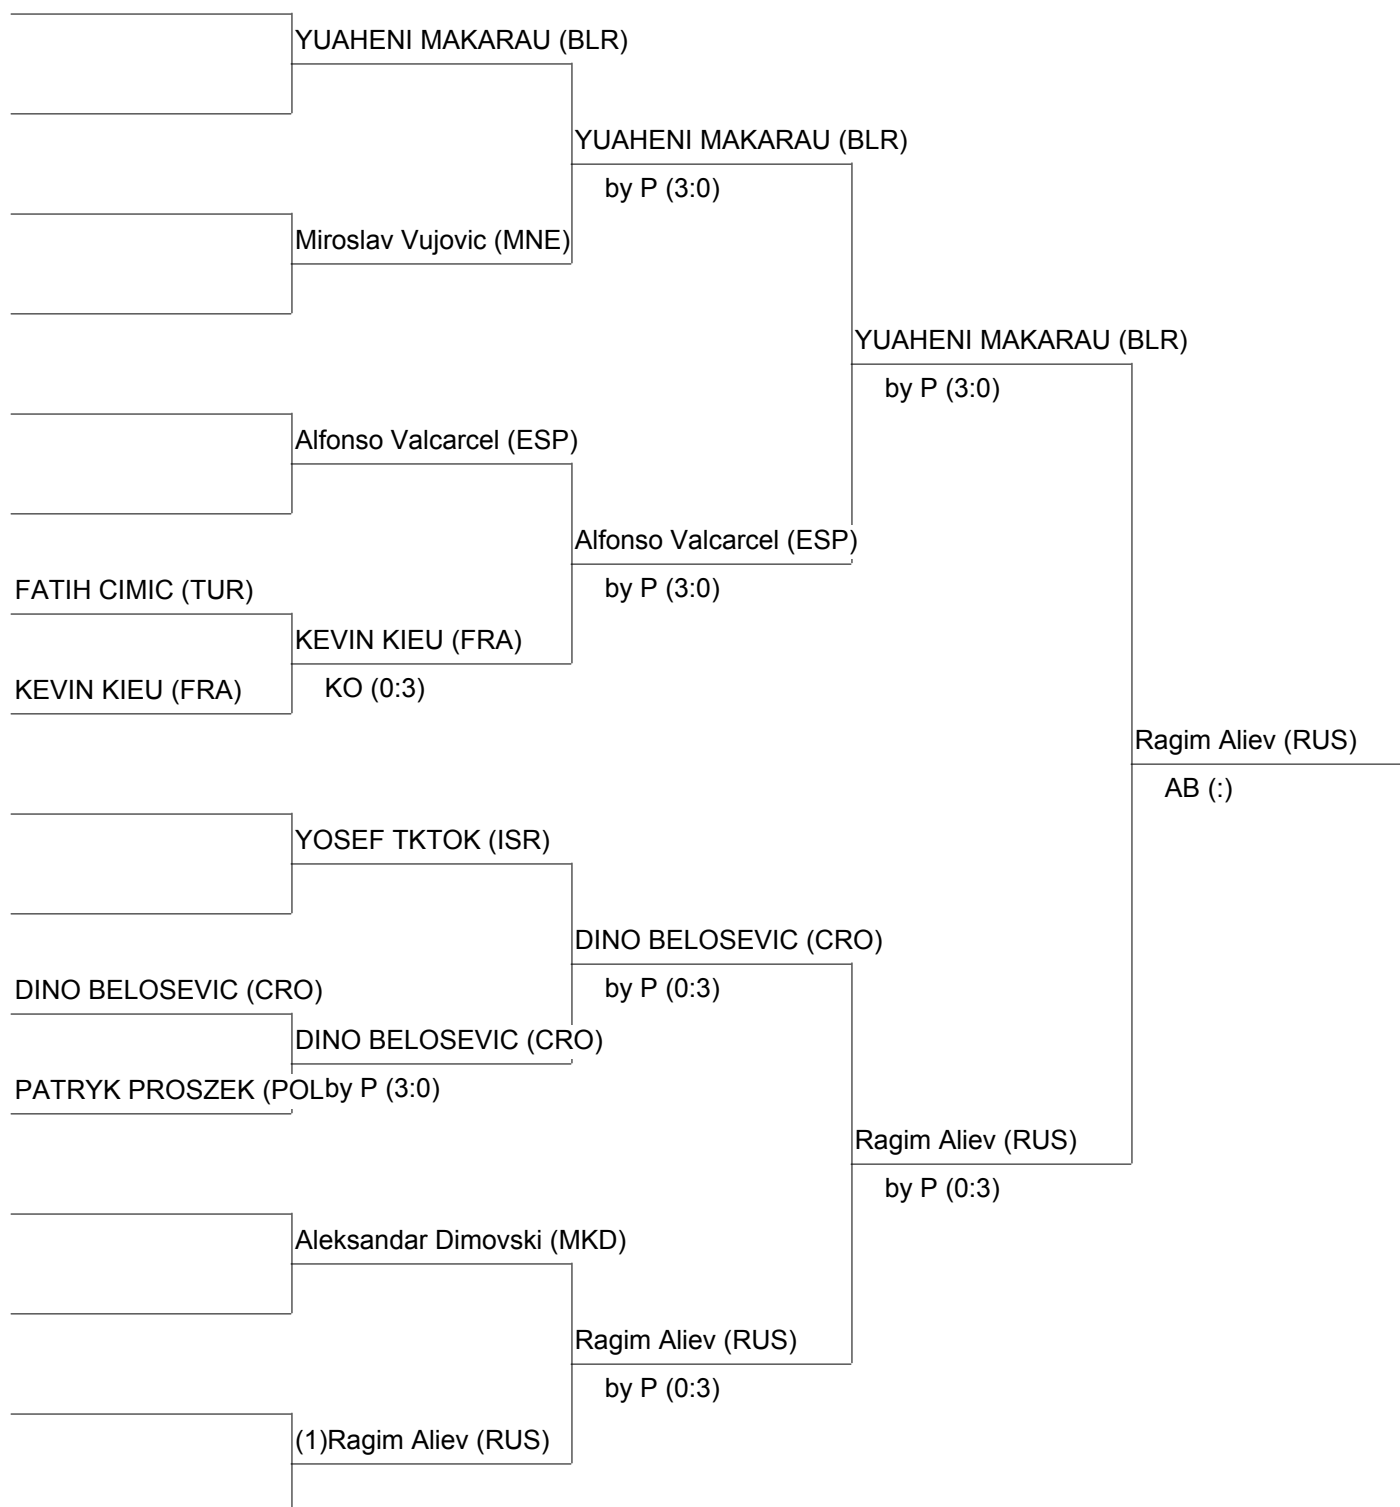 YUAHENI MAKARAU (BLR)
YUAHENI MAKARAU (BLR)
by P (3:0)
Miroslav Vujovic (MNE)
YUAHENI MAKARAU (BLR)
by P (3:0)
Alfonso Valcarcel (ESP)
Alfonso Valcarcel (ESP)
by P (3:0)
FATIH CIMIC (TUR)
KEVIN KIEU (FRA)
KO (0:3)
KEVIN KIEU (FRA)
Ragim Aliev (RUS)
AB (:)
YOSEF TKTOK (ISR)
DINO BELOSEVIC (CRO)
by P (0:3)
DINO BELOSEVIC (CRO)
DINO BELOSEVIC (CRO)
by P (3:0)
PATRYK PROSZEK (POL
Ragim Aliev (RUS)
by P (0:3)
Aleksandar Dimovski (MKD)
Ragim Aliev (RUS)
by P (0:3)
(1)Ragim Aliev (RUS)